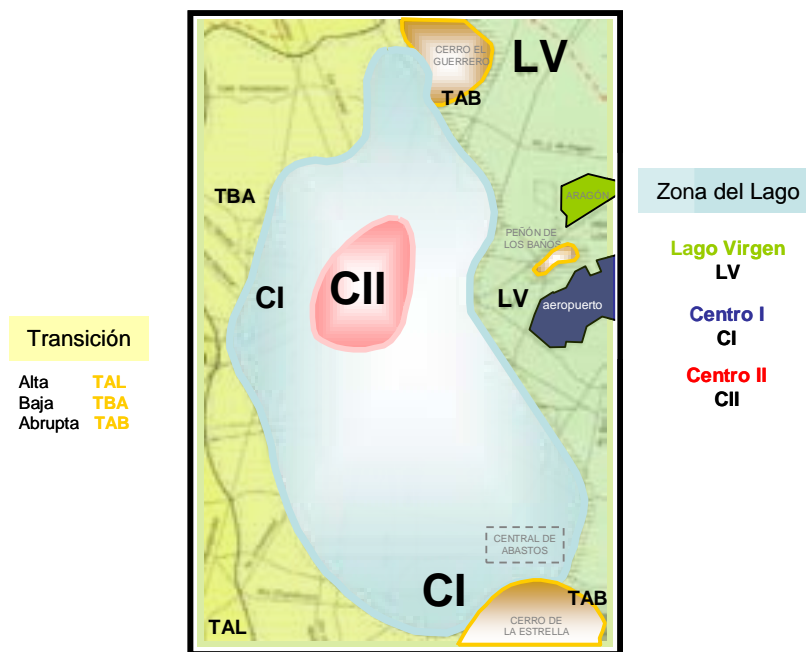 CERRO EL
GUERRERO
LV
TAB
TBA
ARAGÓN
PEÑÓN DE
LOS BAÑOS
CI
CII
LV
aeropuerto
CENTRAL DE
ABASTOS
CI
TAB
CERRO DE
LA ESTRELLA
TAL
Transición
Alta TAL
Baja TBA
Abrupta TAB
Zona del Lago
Lago Virgen
LV
Centro I
CI
Centro II
CII